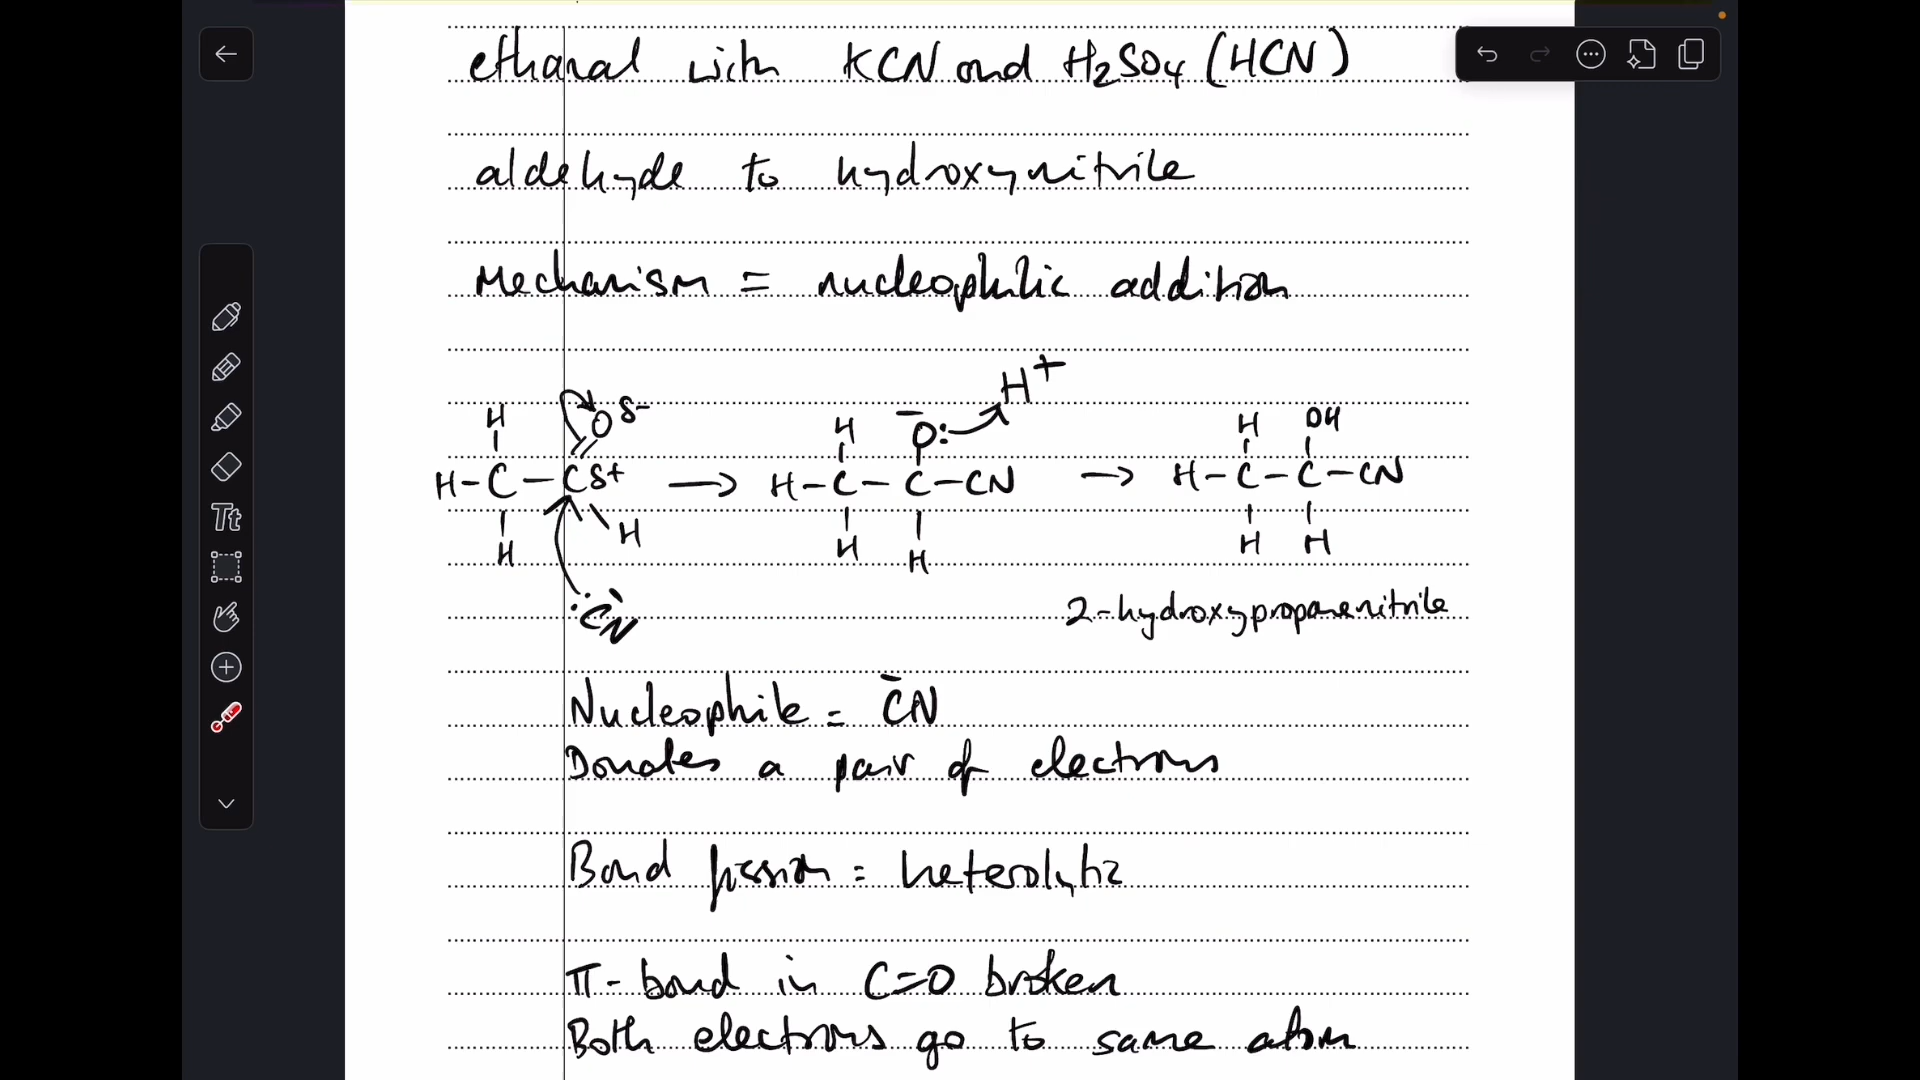 ethanal with KCN and H2SO4 (HCN)
aldehyde to hydroxynitrile
Mechanism = nucleophilic addition
H O δ- H -O: H+ H OH
H-C-C δ+ → H-C-C-CN → H-C-C-CN
H H H H H H
:-CN 2-hydroxypropanenitrile
Nucleophile = -CN
Donates a pair of electrons
Bond fission = heterolytic
π-bond in C=O broken
Both electrons go to same atom
Tt